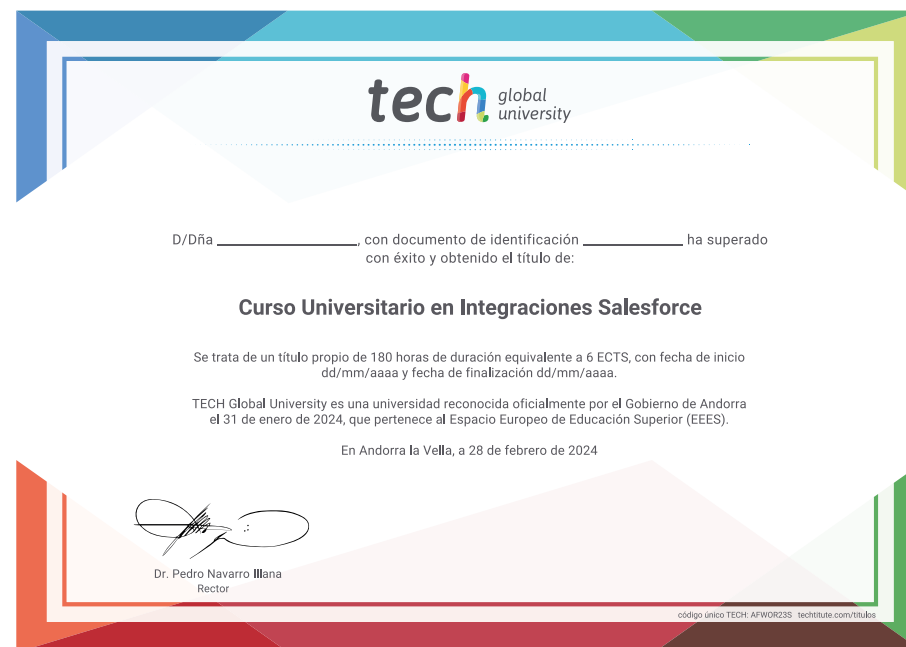 tech global university
D/Dña ____________________, con documento de identificación ______________ ha superado
con éxito y obtenido el título de:
Curso Universitario en Integraciones Salesforce
Se trata de un título propio de 180 horas de duración equivalente a 6 ECTS, con fecha de inicio
dd/mm/aaaa y fecha de finalización dd/mm/aaaa.
TECH Global University es una universidad reconocida oficialmente por el Gobierno de Andorra
el 31 de enero de 2024, que pertenece al Espacio Europeo de Educación Superior (EEES).
En Andorra la Vella, a 28 de febrero de 2024
Dr. Pedro Navarro Illana
Rector
código único TECH: AFWOR23S techtitute.com/titulos